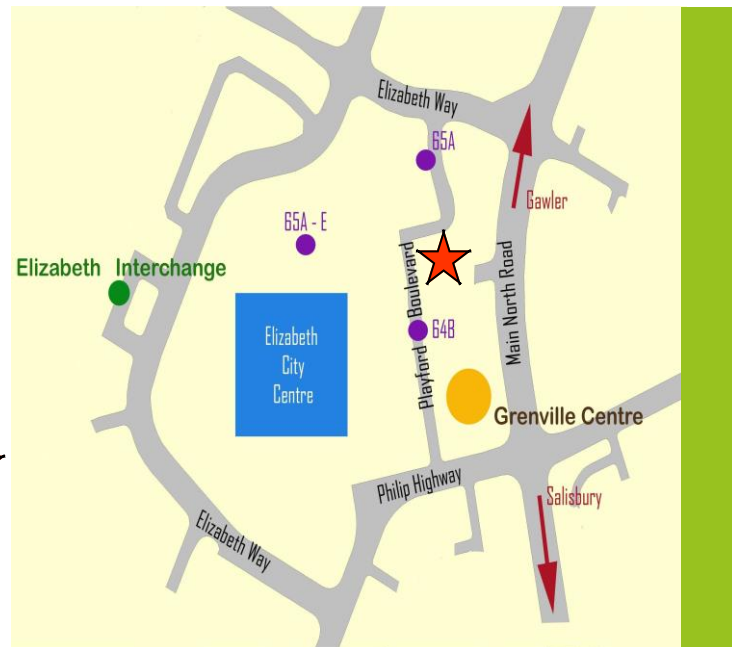 Elizabeth Way
65A
Gawler
65A - E
Elizabeth Interchange
Playford Boulevard
Main North Road
64B
Elizabeth
City
Centre
Grenville Centre
r
Philip Highway
Salisbury
Elizabeth Way